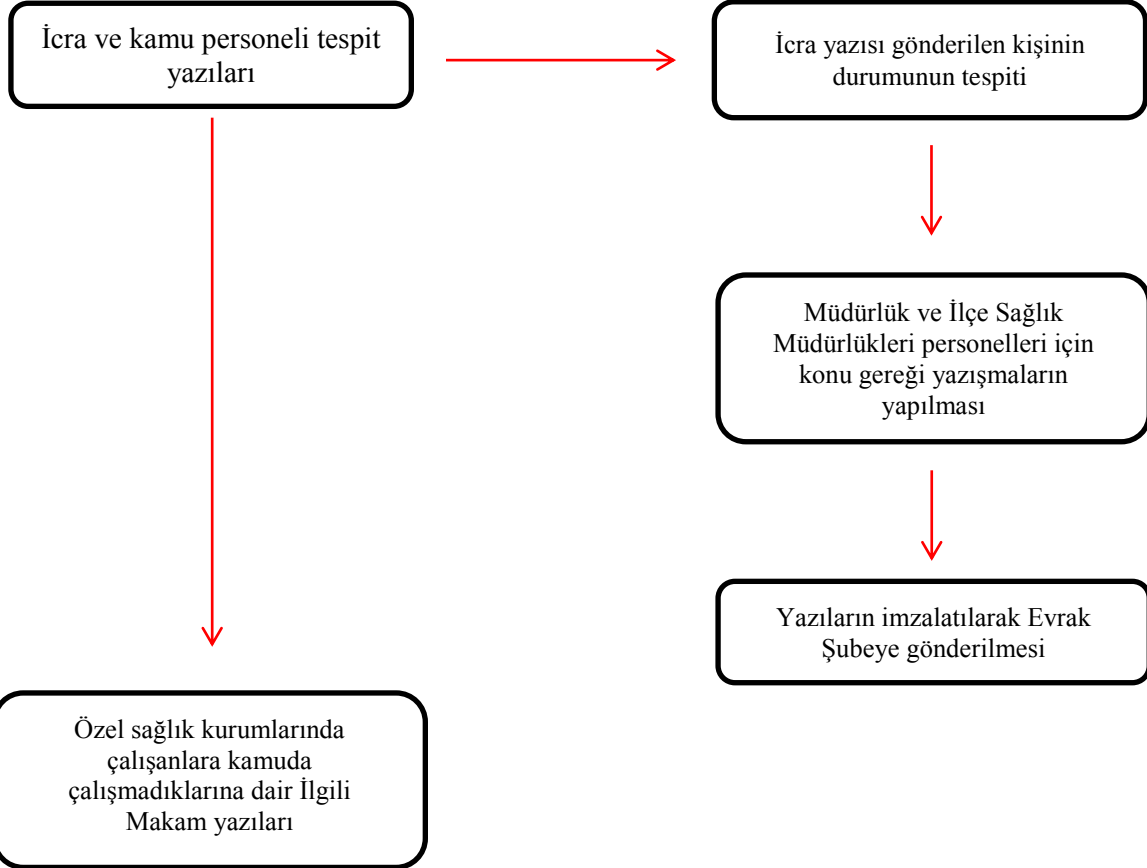 İcra ve kamu personeli tespit
yazıları
İcra yazısı gönderilen kişinin
durumunun tespiti
Müdürlük ve İlçe Sağlık
Müdürlükleri personelleri için
konu gereği yazışmaların
yapılması
Yazıların imzalatılarak Evrak
Şubeye gönderilmesi
Özel sağlık kurumlarında
çalışanlara kamuda
çalışmadıklarına dair İlgili
Makam yazıları